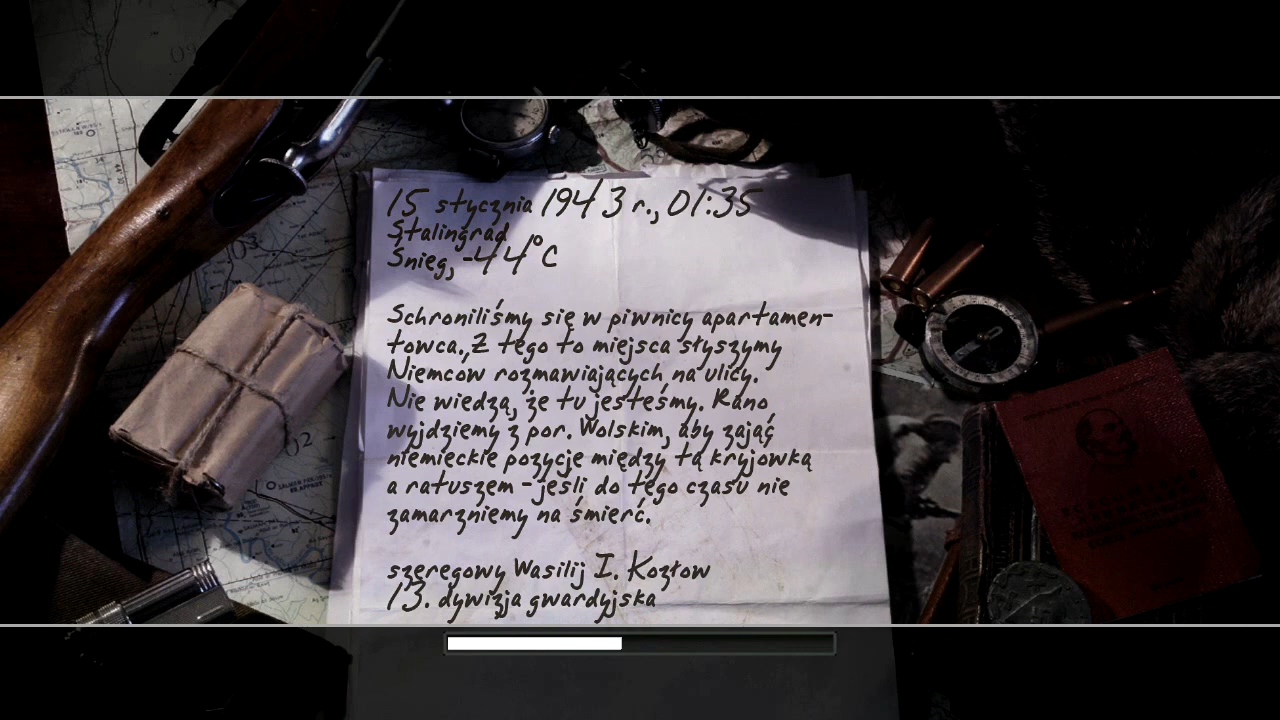 15 stycznia 1943 r., 01:35
Stalingrad
Śnieg, -44°C
Schroniliśmy się w piwnicy apartamen-
towca. Z tego to miejsca słyszymy
Niemców rozmawiających na ulicy.
Nie wiedzą, że tu jesteśmy. Rano
wyjdziemy z por. Wolskim, aby zająć
niemieckie pozycje między tą kryjówką
a ratuszem - jeśli do tego czasu nie
zamarzniemy na śmierć.
szeregowy Wasilij I. Kozłow
13. dywizja gwardyjska